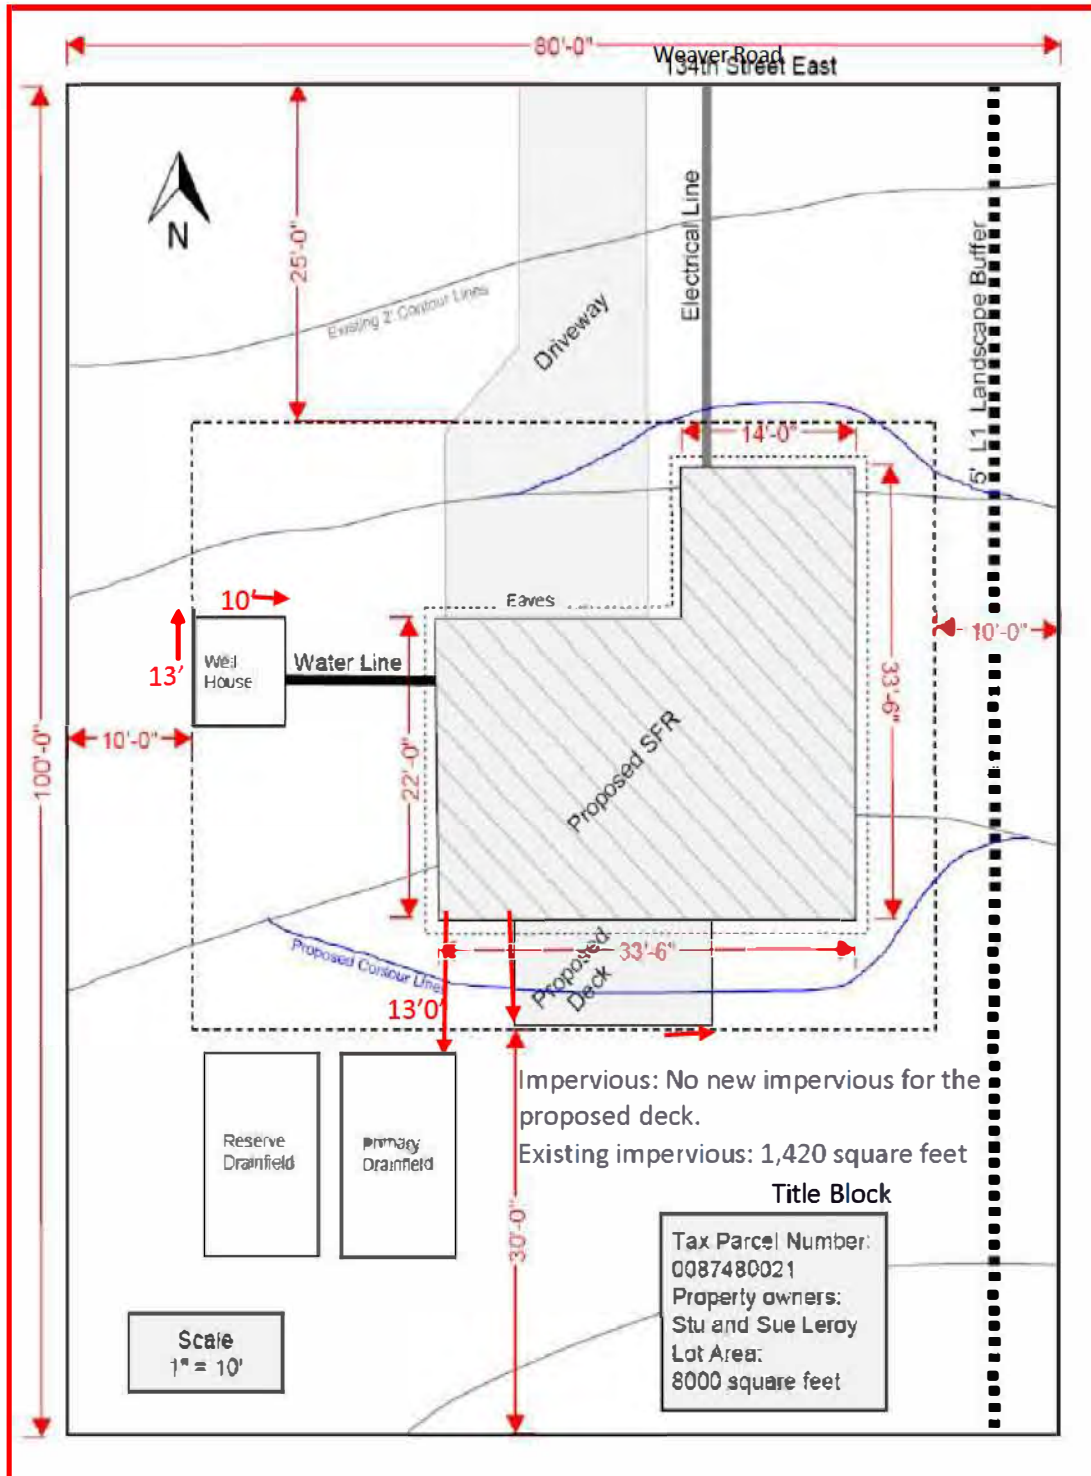 80'-0"
Weaver Road
134th Street East
N
25'-0"
Existing 2' Contour Lines
Driveway
Electrical Line
5' L1 Landscape Buffer
14'-0"
Eaves
10'
13'
Well
House
Water Line
10'-0"
10'-0"
100'-0"
22'-0"
33'-6"
Proposed SFR
33'-6"
Proposed
Deck
Proposed Contour Lines
13'0'
Impervious: No new impervious for the
proposed deck.
Existing impervious: 1,420 square feet
Reserve
Drainfield
Primary
Drainfield
30'-0"
Title Block
Tax Parcel Number:
0087480021
Property owners:
Stu and Sue Leroy
Lot Area:
8000 square feet
Scale
1" = 10'